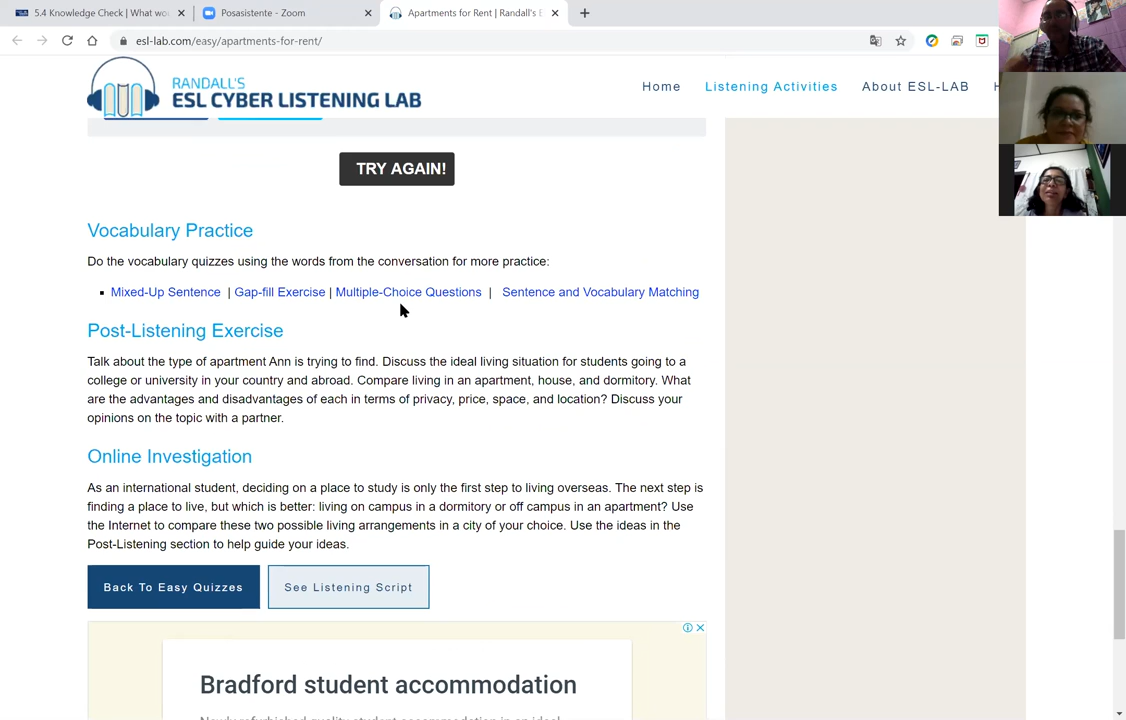 5.4 Knowledge Check | What wo
Posasistente - Zoom
Apartments for Rent | Randall's E
esl-lab.com/easy/apartments-for-rent/
RANDALL'S
ESL CYBER LISTENING LAB
Home
Listening Activities
About ESL-LAB
H
TRY AGAIN!
Vocabulary Practice
Do the vocabulary quizzes using the words from the conversation for more practice:
Mixed-Up Sentence | Gap-fill Exercise | Multiple-Choice Questions | Sentence and Vocabulary Matching
Post-Listening Exercise
Talk about the type of apartment Ann is trying to find. Discuss the ideal living situation for students going to a
college or university in your country and abroad. Compare living in an apartment, house, and dormitory. What
are the advantages and disadvantages of each in terms of privacy, price, space, and location? Discuss your
opinions on the topic with a partner.
Online Investigation
As an international student, deciding on a place to study is only the first step to living overseas. The next step is
finding a place to live, but which is better: living on campus in a dormitory or off campus in an apartment? Use
the Internet to compare these two possible living arrangements in a city of your choice. Use the ideas in the
Post-Listening section to help guide your ideas.
Back To Easy Quizzes
See Listening Script
Bradford student accommodation
Newly refurbished quality student accommodation in an ideal